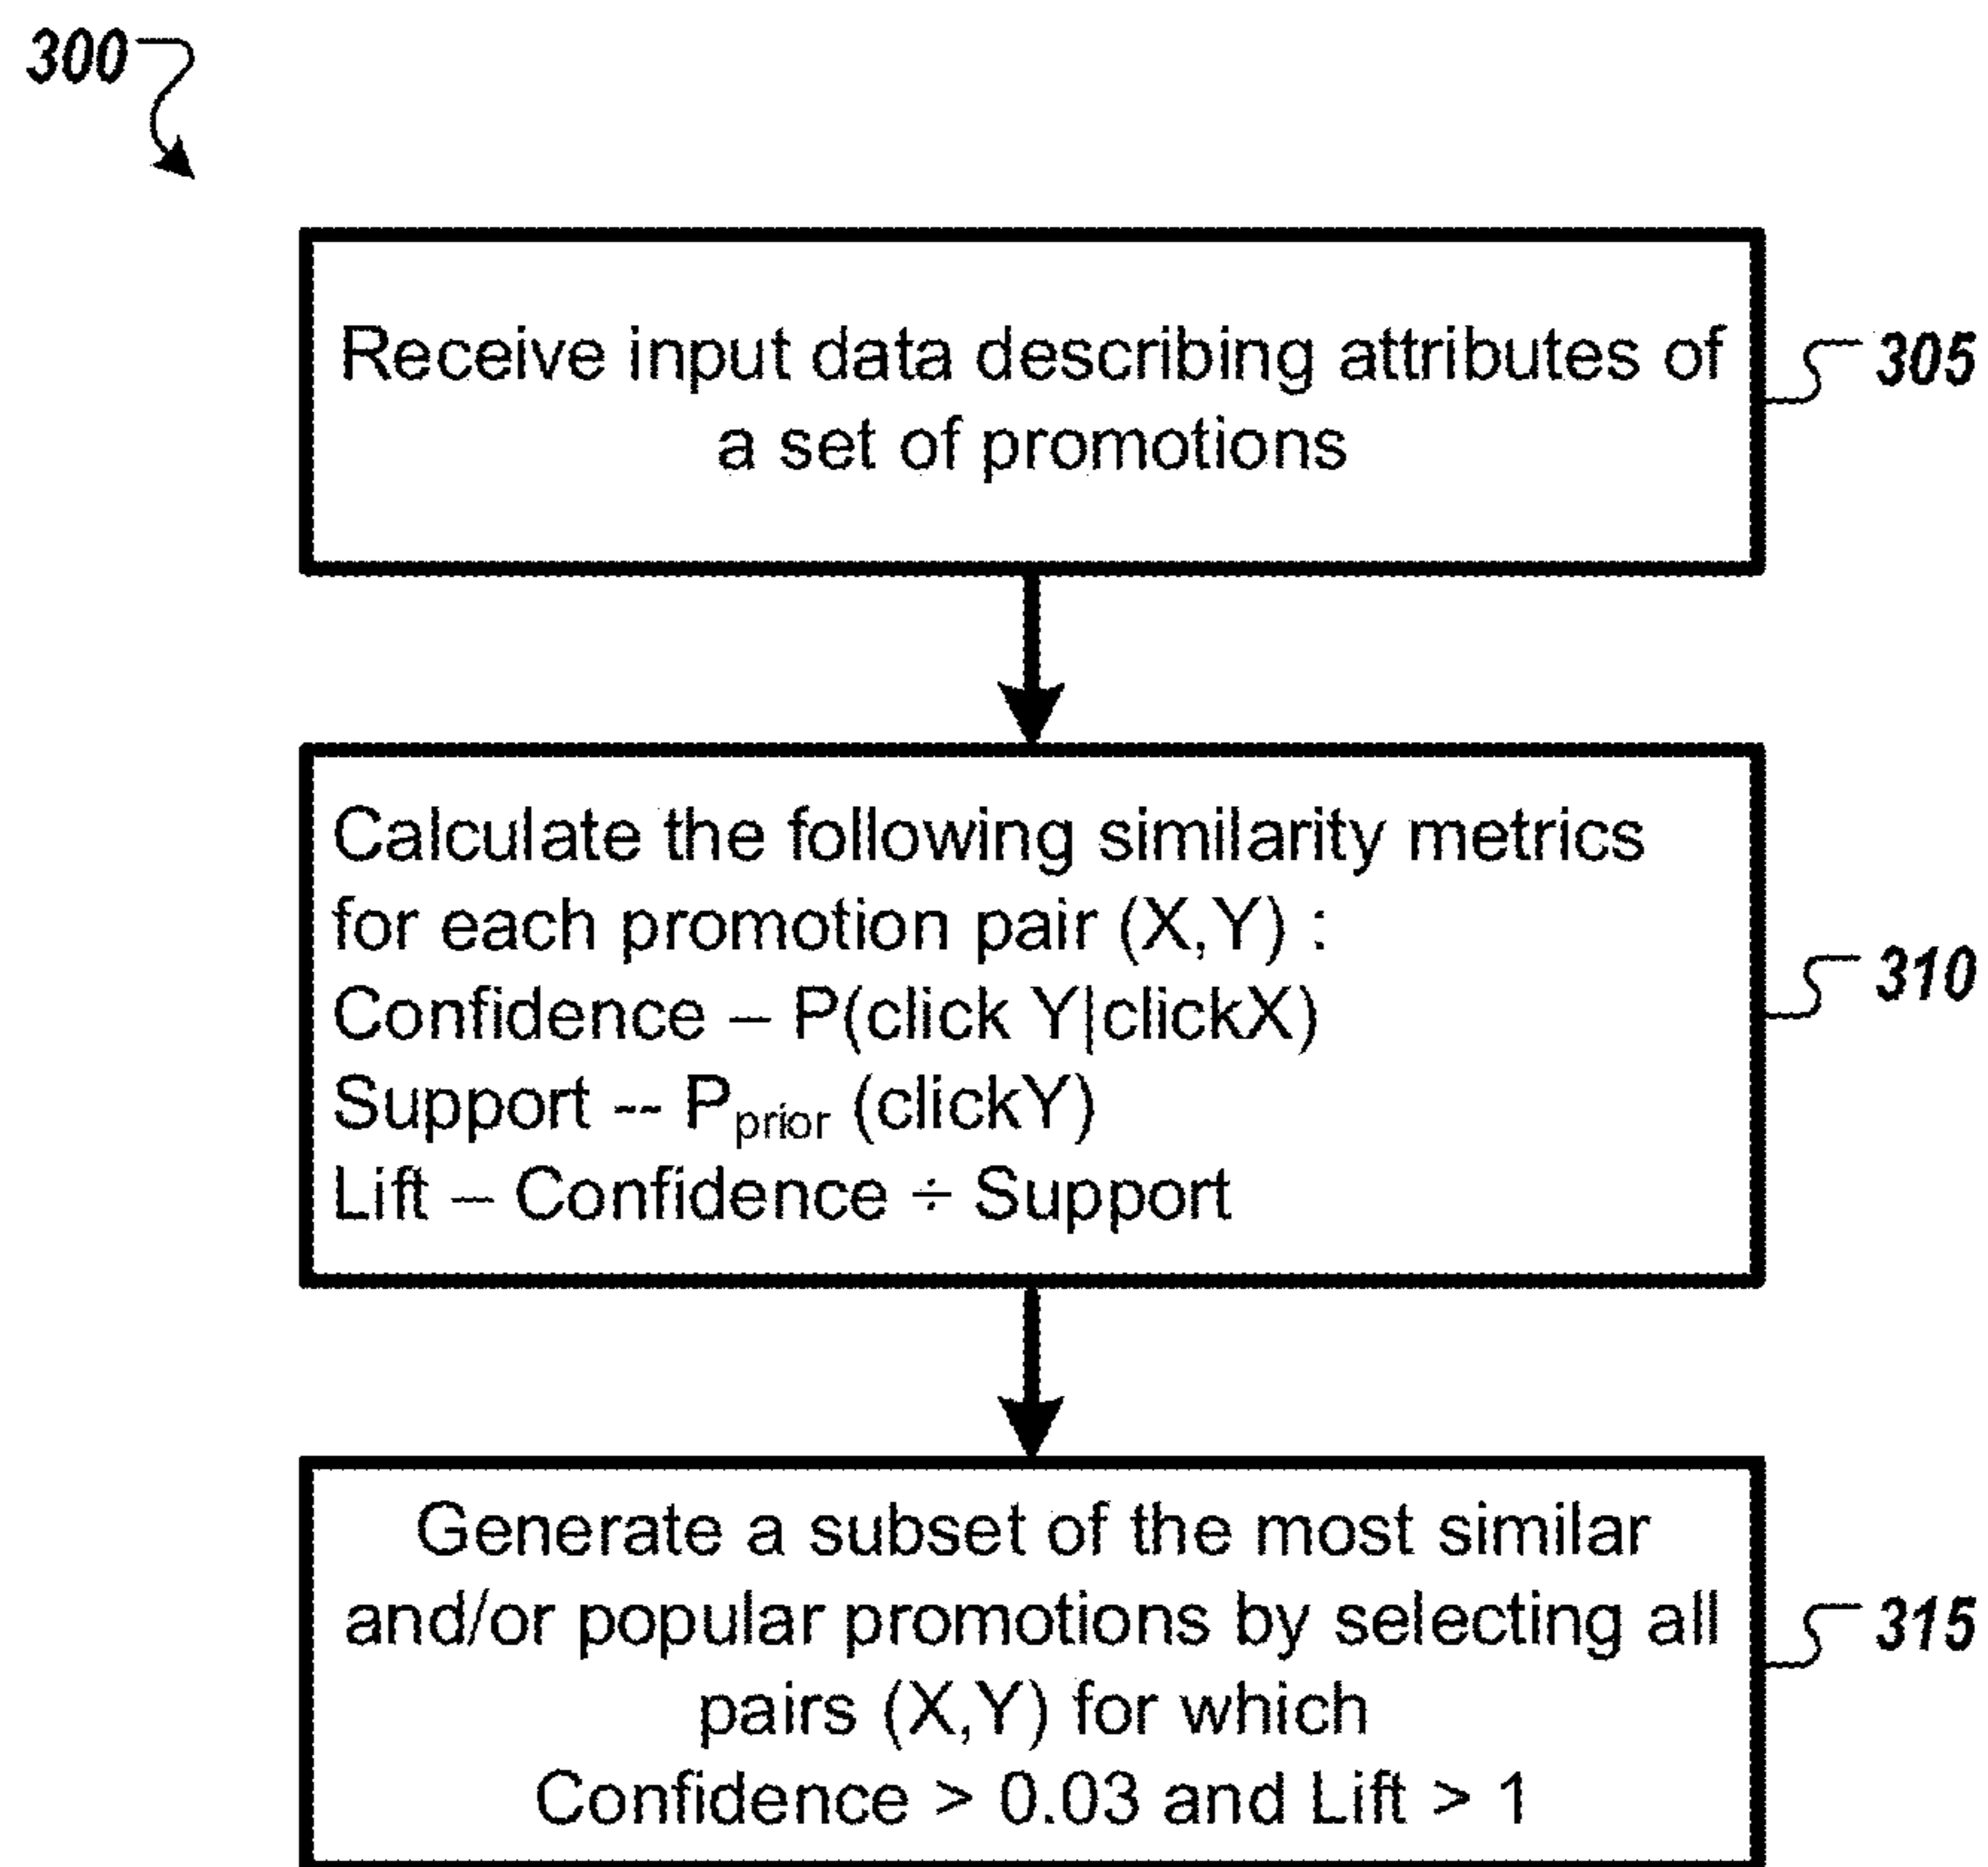 300
Receive input data describing attributes of
a set of promotions
305
Calculate the following similarity metrics
for each promotion pair (X,Y) :
Confidence – P(click Y|clickX)
Support -- Pprior (clickY)
Lift – Confidence ÷ Support
310
Generate a subset of the most similar
and/or popular promotions by selecting all
pairs (X,Y) for which
Confidence > 0.03 and Lift > 1
315